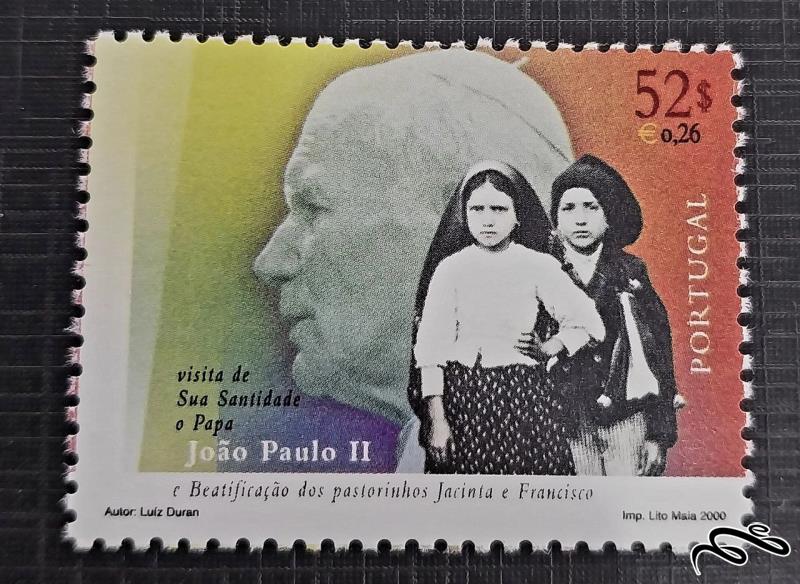 52$
€0,26
PORTUGAL
visita de
Sua Santidade
o Papa
João Paulo II
e Beatificação dos pastorinhos Jacinta e Francisco
Autor: Luíz Duran
Imp. Lito Maia 2000